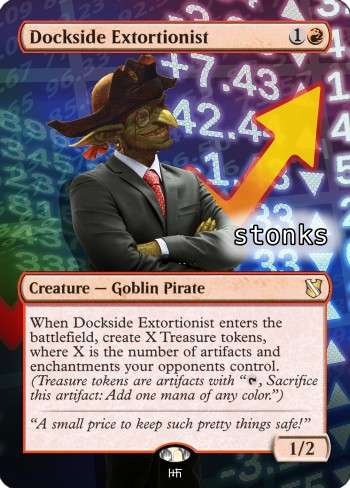 Dockside Extortionist 1
+7.43
42.4
stonks
Creature — Goblin Pirate
When Dockside Extortionist enters the
battlefield, create X Treasure tokens,
where X is the number of artifacts and
enchantments your opponents control.
(Treasure tokens are artifacts with “, Sacrifice
this artifact: Add one mana of any color.”)
“A small price to keep such pretty things safe!”
1/2